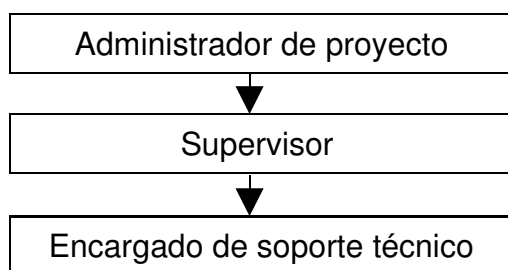 Administrador de proyecto
Supervisor
Encargado de soporte técnico